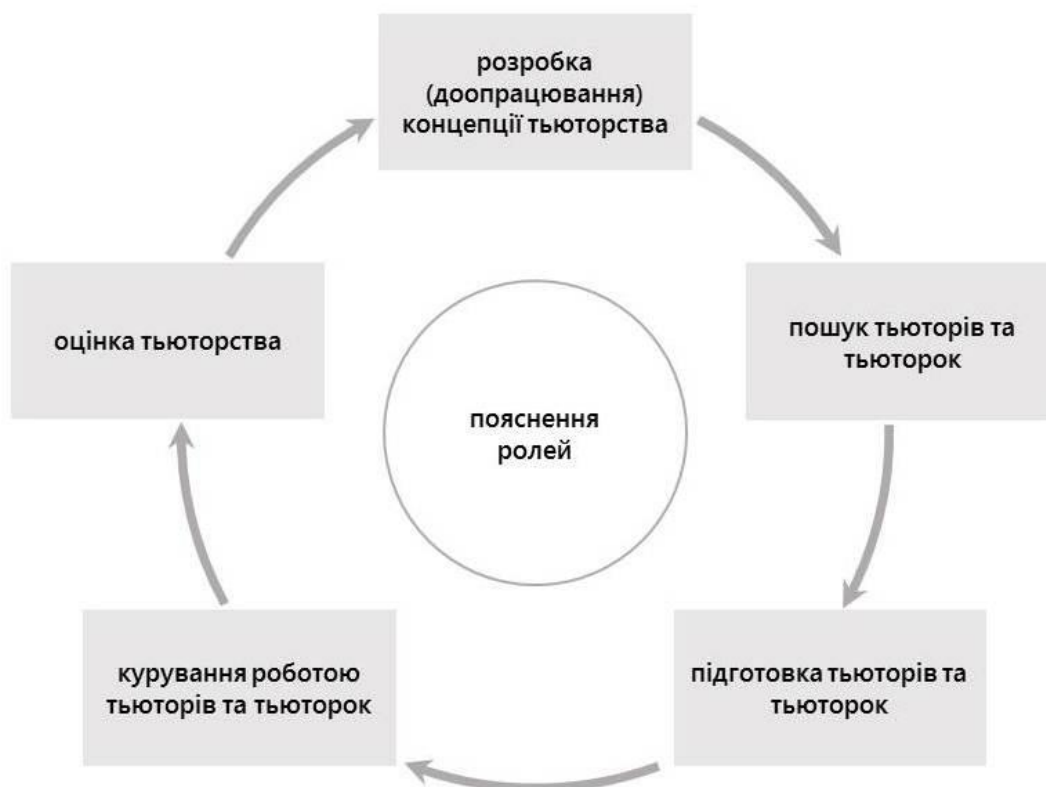 розробка
(доопрацювання)
концепції тьюторства
пошук тьюторів та
тьюторок
підготовка тьюторів та
тьюторок
курування роботою
тьюторів та тьюторок
оцінка тьюторства
пояснення
ролей